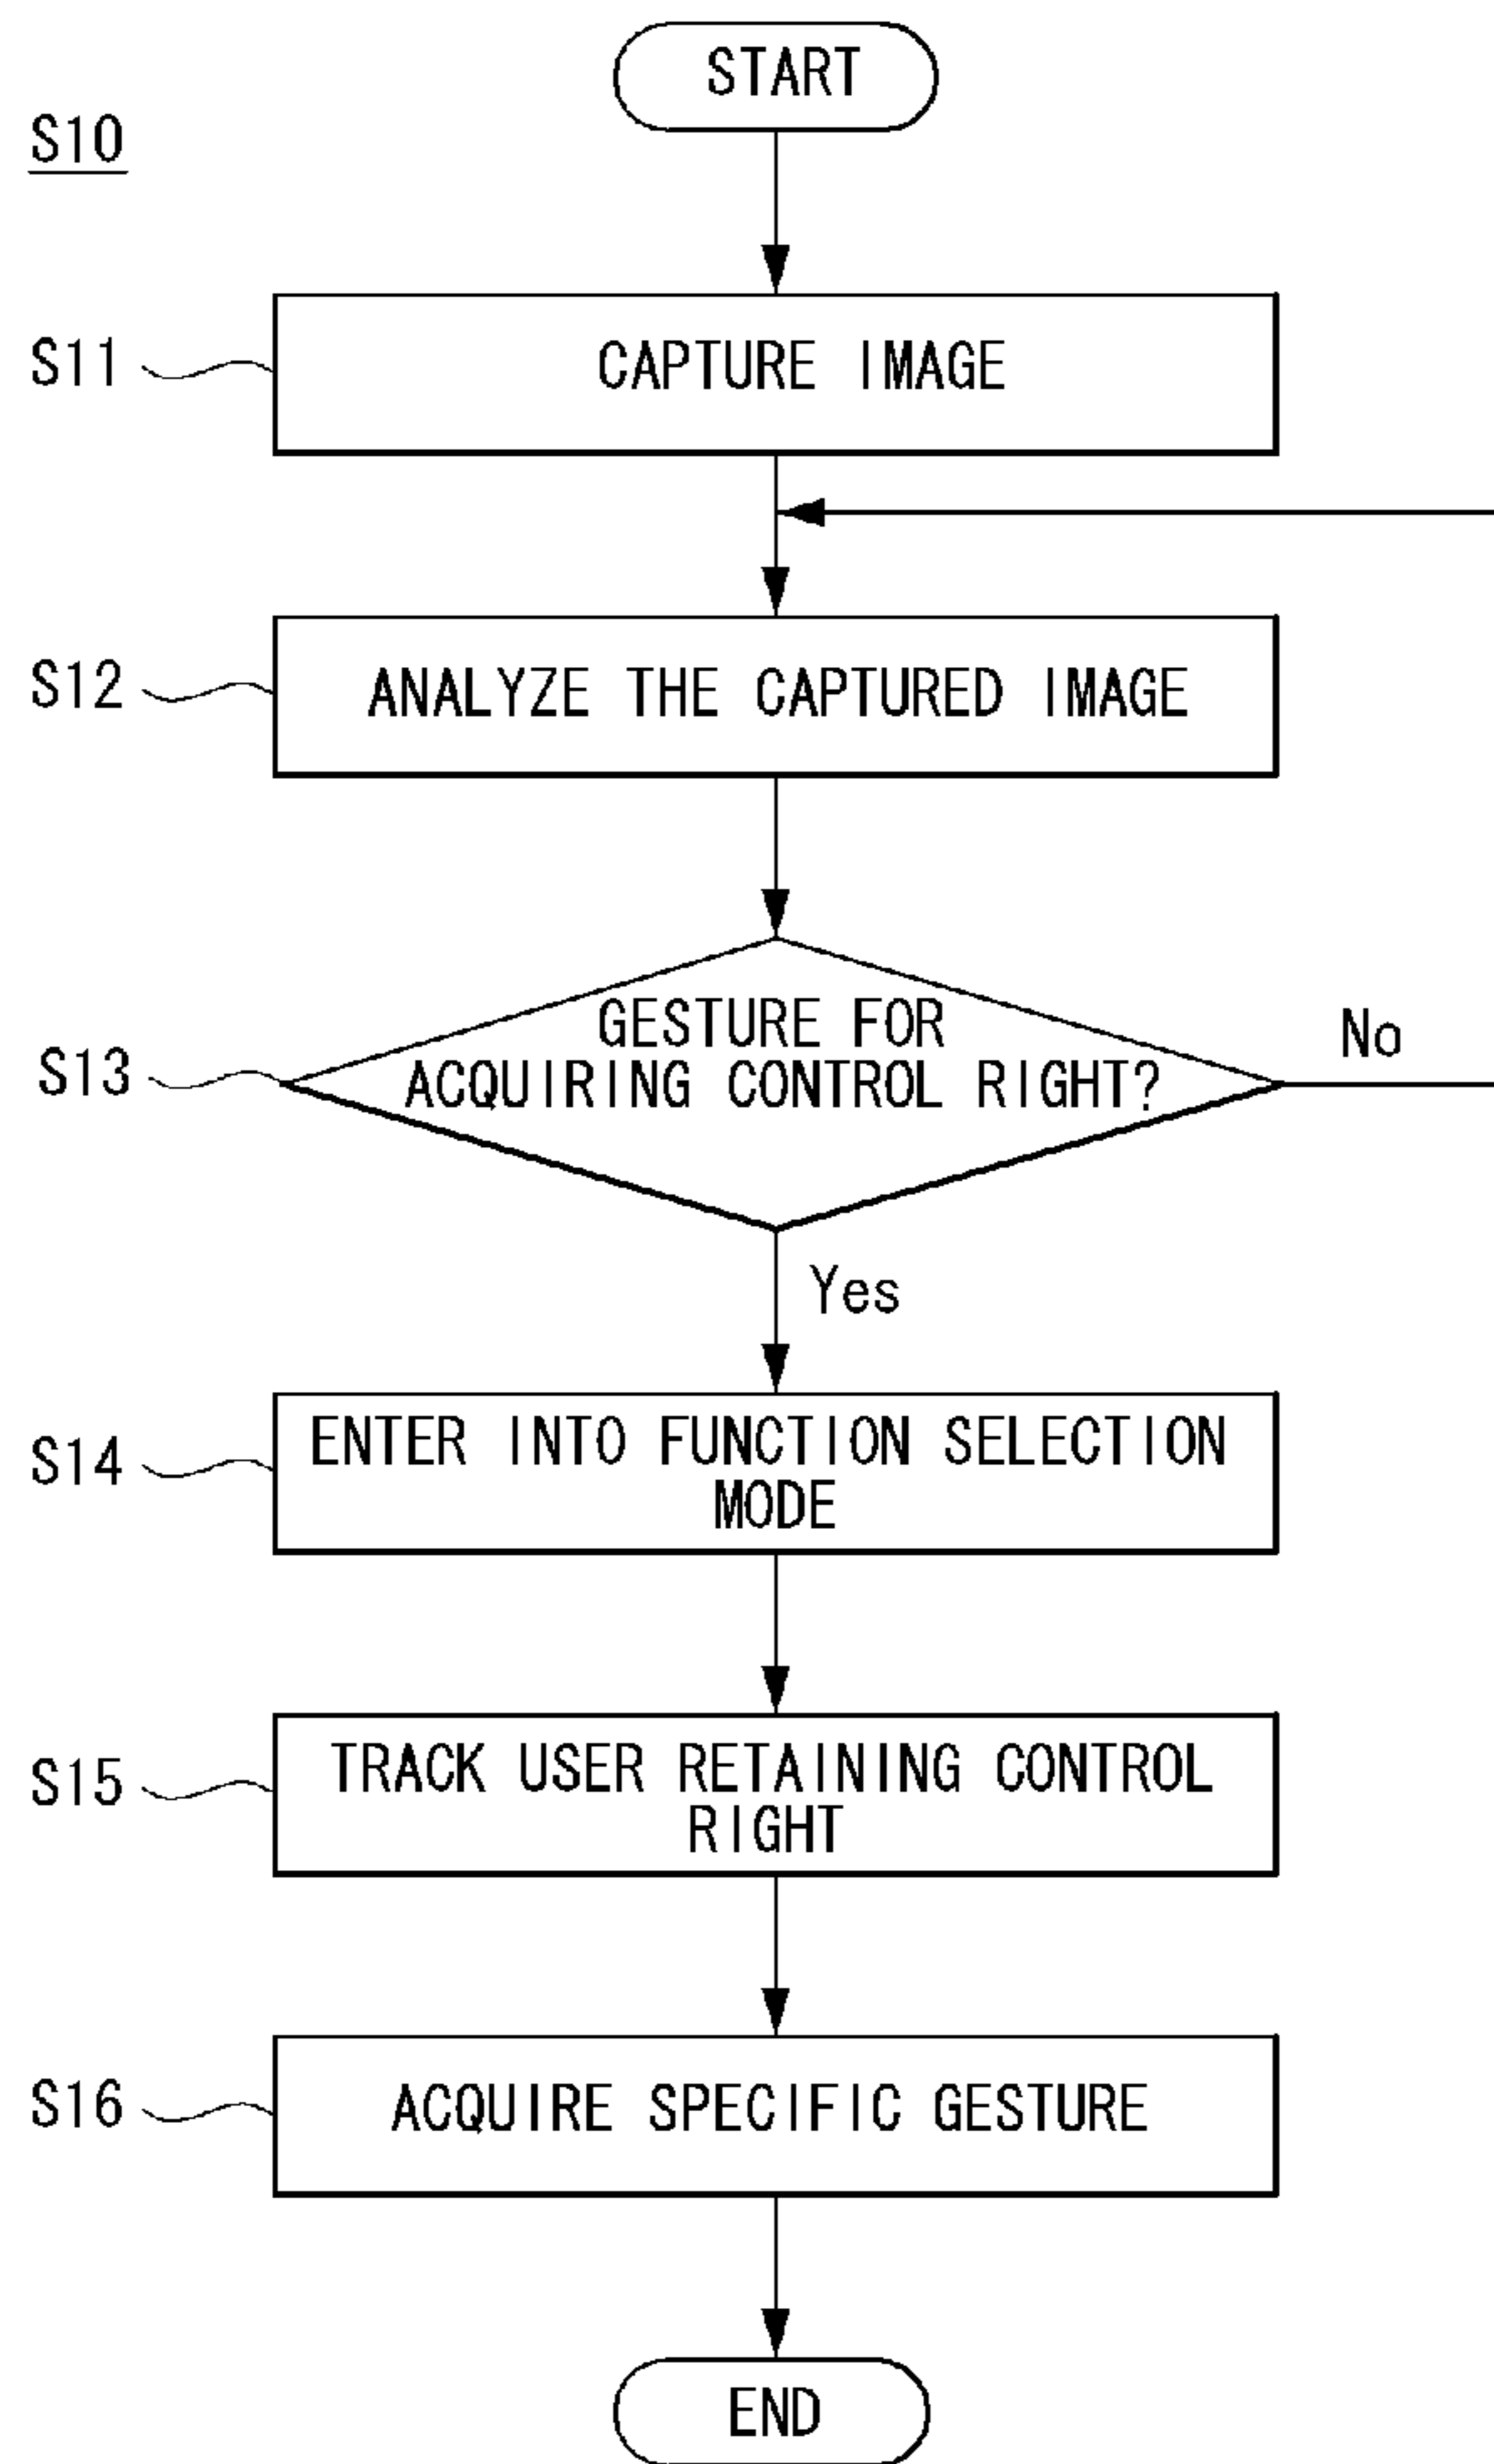 START
S10
S11
CAPTURE IMAGE
S12
ANALYZE THE CAPTURED IMAGE
GESTURE FOR
ACQUIRING CONTROL RIGHT?
S13
No
Yes
S14
ENTER INTO FUNCTION SELECTION
MODE
S15
TRACK USER RETAINING CONTROL
RIGHT
S16
ACQUIRE SPECIFIC GESTURE
END